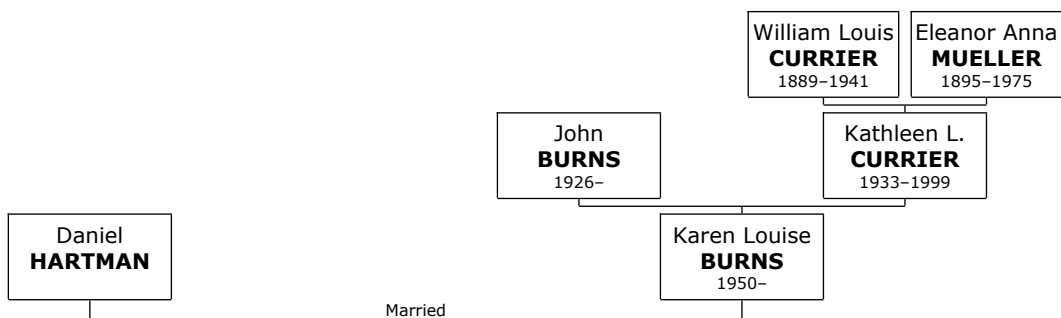 William Louis
CURRIER
1889–1941
Eleanor Anna
MUELLER
1895–1975
John
BURNS
1926–
Kathleen L.
CURRIER
1933–1999
Daniel
HARTMAN
Karen Louise
BURNS
1950–
Married